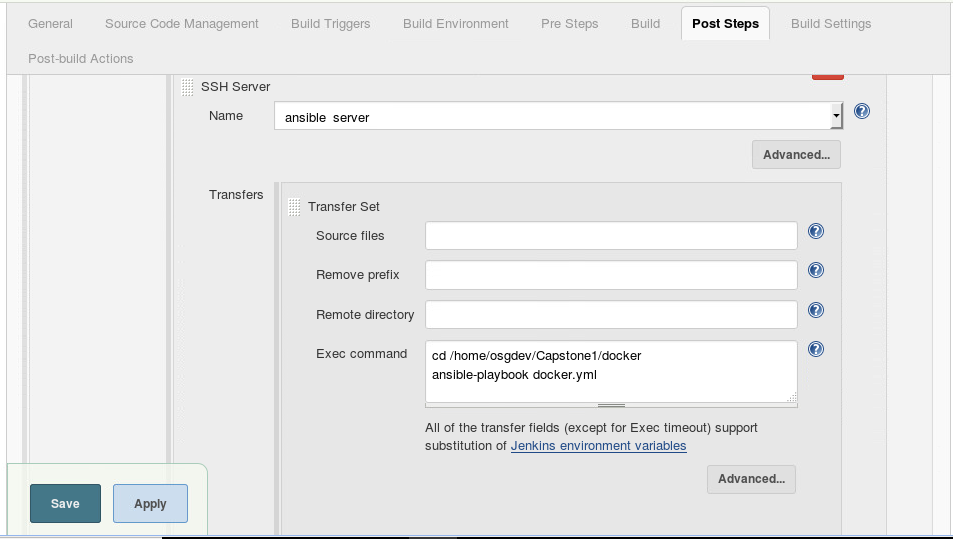 General Source Code Management Build Triggers Build Environment Pre Steps Build Post Steps Build Settings
Post-build Actions
SSH Server
Name ansible server
Advanced...
Transfers
Transfer Set
Source files
Remove prefix
Remote directory
Exec command cd /home/osgdev/Capstone1/docker
ansible-playbook docker.yml
All of the transfer fields (except for Exec timeout) support
substitution of Jenkins environment variables
Advanced...
Save Apply